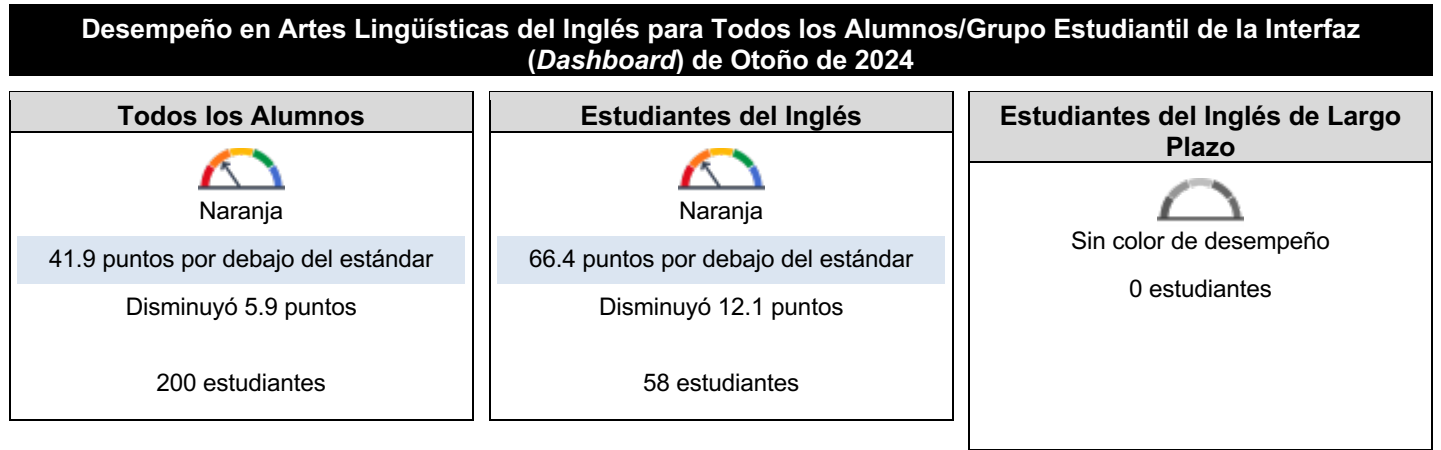 Desempeño en Artes Lingüísticas del Inglés para Todos los Alumnos/Grupo Estudiantil de la Interfaz
(Dashboard) de Otoño de 2024
Todos los Alumnos
Naranja
41.9 puntos por debajo del estándar
Disminuyó 5.9 puntos
200 estudiantes
Estudiantes del Inglés
Naranja
66.4 puntos por debajo del estándar
Disminuyó 12.1 puntos
58 estudiantes
Estudiantes del Inglés de Largo
Plazo
Sin color de desempeño
0 estudiantes